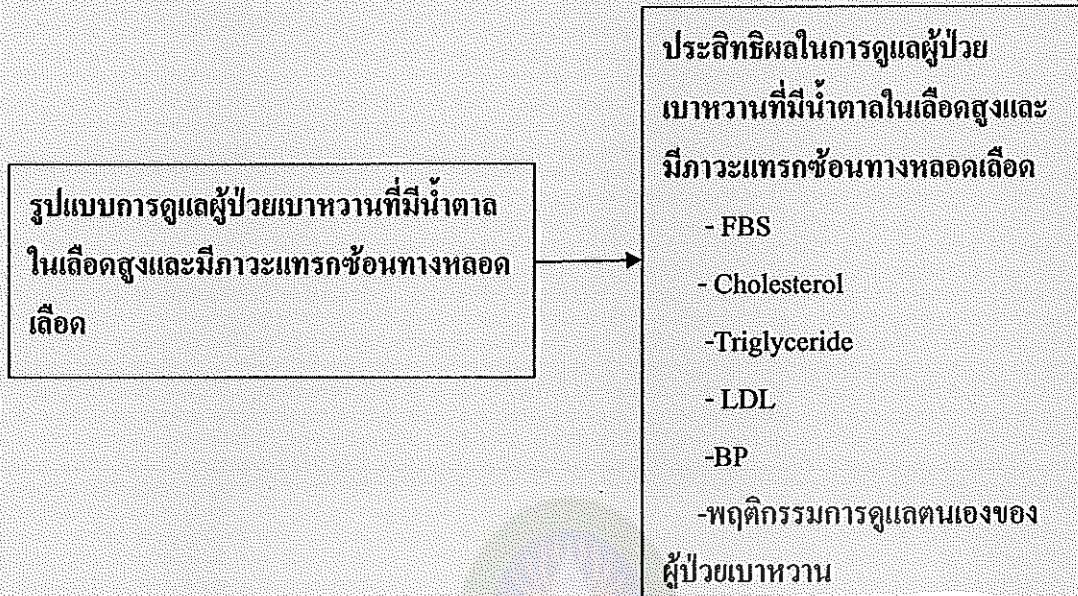 รูปแบบการดูแลผู้ป่วยเบาหวานที่มีน้ำตาล
ในเลือดสูงและมีภาวะแทรกซ้อนทางหลอด
เลือด
ประสิทธิผลในการดูแลผู้ป่วย
เบาหวานที่มีน้ำตาลในเลือดสูงและ
มีภาวะแทรกซ้อนทางหลอดเลือด
- FBS
- Cholesterol
-Triglyceride
- LDL
-BP
-พฤติกรรมการดูแลตนเองของ
ผู้ป่วยเบาหวาน